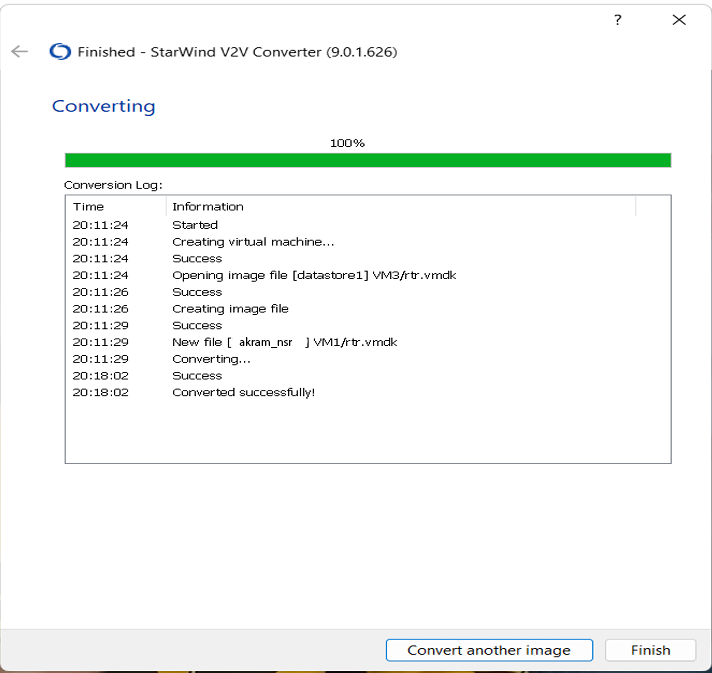 ?
Finished - StarWind V2V Converter (9.0.1.626)
Converting
100%
Conversion Log:
Time Information
20:11:24 Started
20:11:24 Creating virtual machine...
20:11:24 Success
20:11:24 Opening image file [datastore1] VM3/rtr.vmdk
20:11:26 Success
20:11:26 Creating image file
20:11:29 Success
20:11:29 New file [ akram_nsr ] VM1/rtr.vmdk
20:11:29 Converting...
20:18:02 Success
20:18:02 Converted successfully!
Convert another image Finish